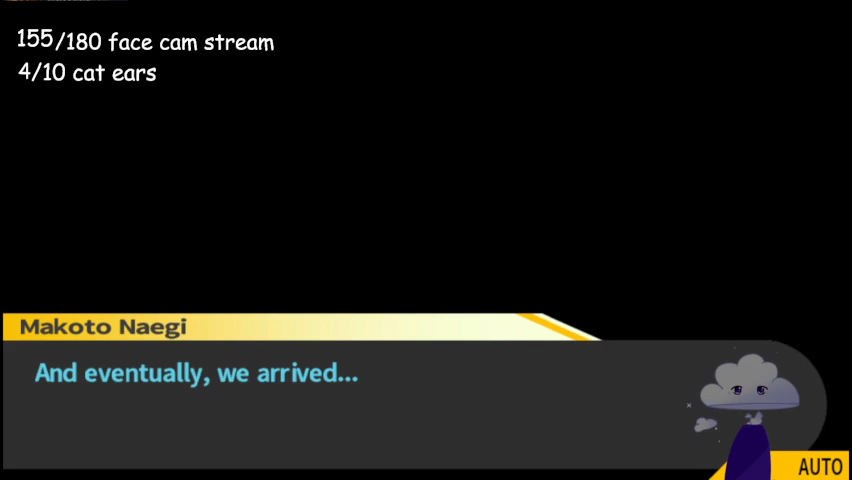 155/180 face cam stream
4/10 cat ears
Makoto Naegi
And eventually, we arrived...
AUTO